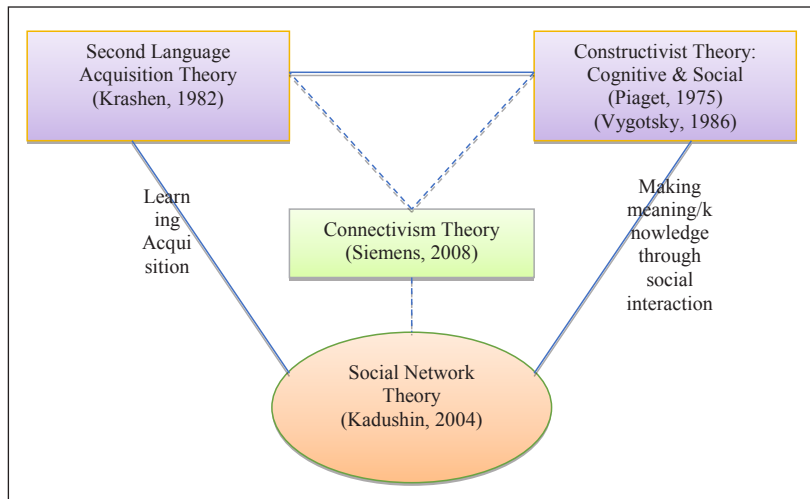 Second Language
Acquisition Theory
(Krashen, 1982)
Constructivist Theory:
Cognitive & Social
(Piaget, 1975)
(Vygotsky, 1986)
Learn
ing
Acqui
sition
Making
meaning/k
nowledge
through
social
interaction
Connectivism Theory
(Siemens, 2008)
Social Network
Theory
(Kadushin, 2004)